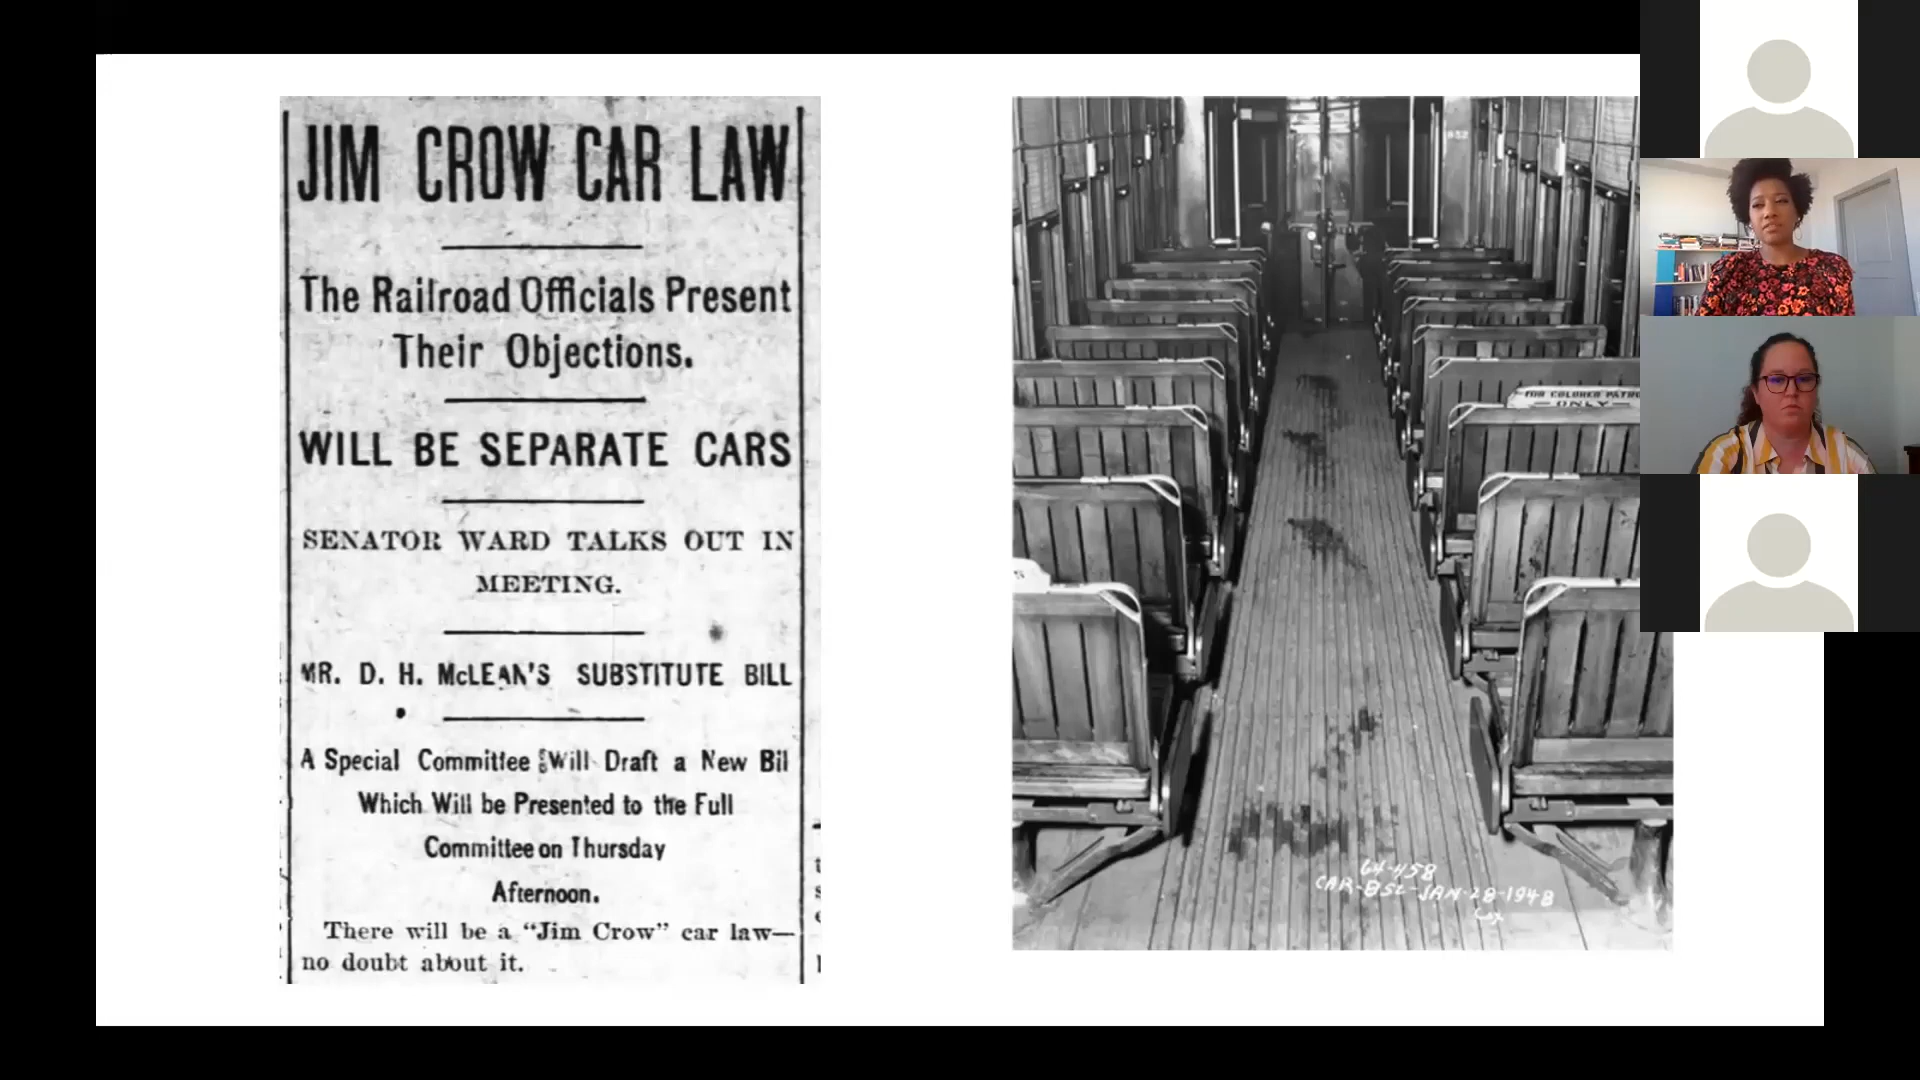 JIM CROW CAR LAW
The Railroad Officials Present
Their Objections.
WILL BE SEPARATE CARS
SENATOR WARD TALKS OUT IN
MEETING.
MR. D. H. McLEAN'S SUBSTITUTE BILL
A Special Committee Will Draft a New Bil
Which Will be Presented to the Full
Committee on Thursday
Afternoon.
There will be a "Jim Crow" car law—
no doubt about it.
FOR COLORED PATRO
ONLY
64-458
CAR-BSL-JAN-28-1948